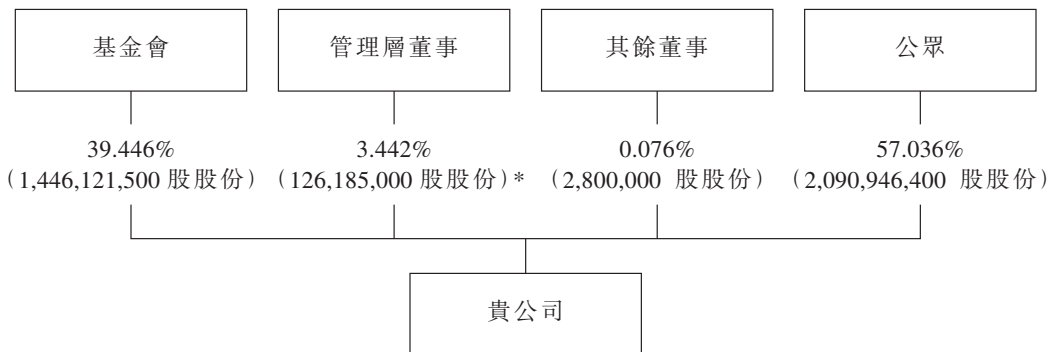 基金會
管理層董事
其餘董事
公眾
39.446%
(1,446,121,500 股股份)
3.442%
(126,185,000 股股份)*
0.076%
(2,800,000 股股份)
57.036%
(2,090,946,400 股股份)
貴公司